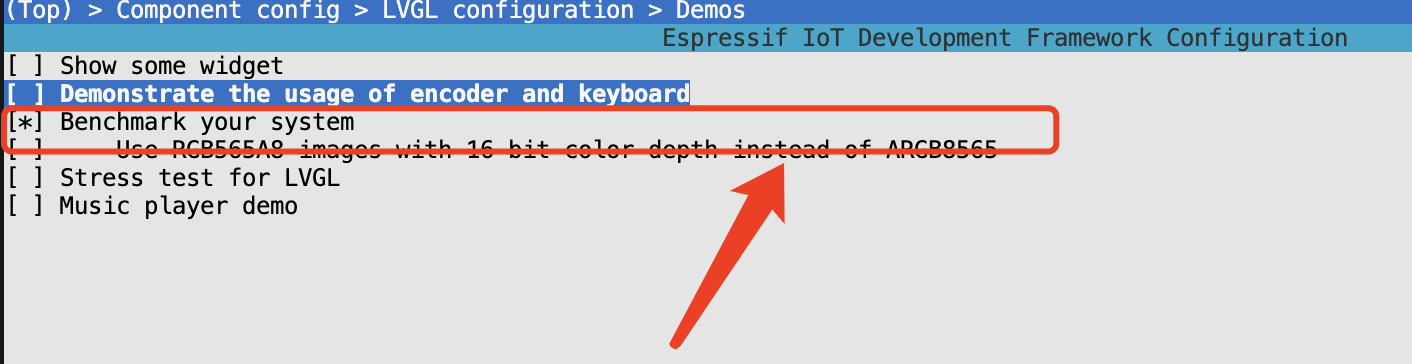 (Top) > Component config > LVGL configuration > Demos
Espressif IoT Development Framework Configuration
[ ] Show some widget
[ ] Demonstrate the usage of encoder and keyboard
[*] Benchmark your system
[ ] Use RGB565A8 images with 16 bit color depth instead of ARGB8565
[ ] Stress test for LVGL
[ ] Music player demo